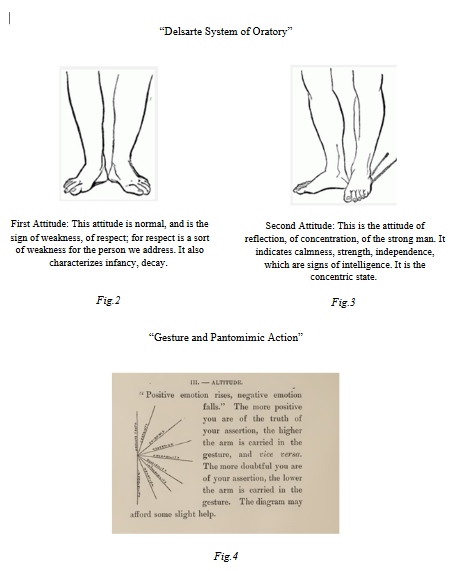 “Delsarte System of Oratory”
First Attitude: This attitude is normal, and is the
sign of weakness, of respect; for respect is a sort
of weakness for the person we address. It also
characterizes infancy, decay.
Fig.2
Second Attitude: This is the attitude of
reflection, of concentration, of the strong man. It
indicates calmness, strength, independence,
which are signs of intelligence. It is the
concentric state.
Fig.3
“Gesture and Pantomimic Action”
III. — ALTITUDE.
“Positive emotion rises, negative emotion
falls.” The more positive
you are of the truth of
your assertion, the higher
the arm is carried in the
gesture, and vice versa.
The more doubtful you are
of your assertion, the lower
the arm is carried in the
gesture. The diagram may
afford some slight help.
Fig.4